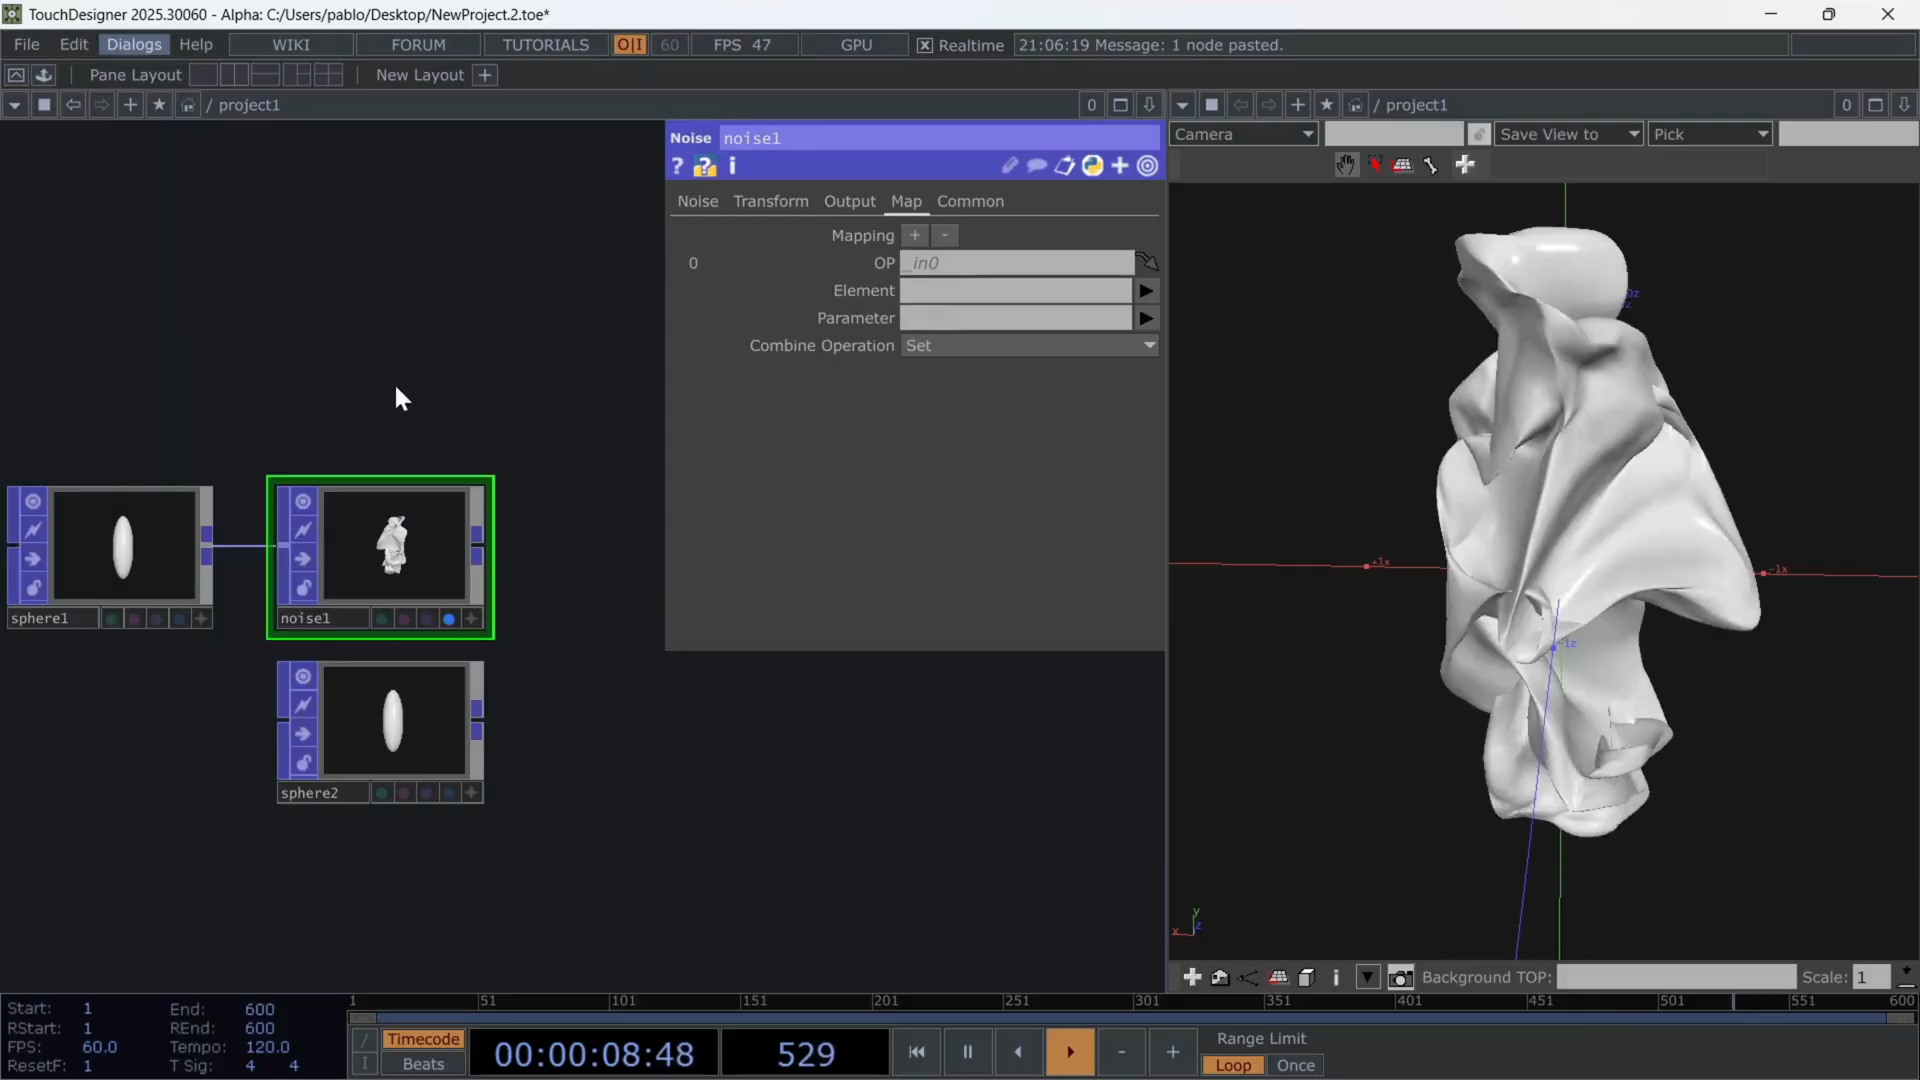 TouchDesigner 2025.30060 - Alpha: C:/Users/pablo/Desktop/NewProject.2.toe*
File Edit Dialogs Help WIKI FORUM TUTORIALS O|I 60 FPS 47 GPU X Realtime 21:06:19 Message: 1 node pasted.
Pane Layout New Layout +
/ project1 0
/ project1 0
Noise noise1
Camera Save View to Pick
? ? i
Noise Transform Output Map Common
Mapping + -
0 OP _in0
Element
Parameter
Combine Operation Set
+1x
-1x
-1z
sphere1
noise1
sphere2
y
x z
i Background TOP: Scale: 1
Start: 1 End: 600
RStart: 1 REnd: 600
FPS: 60.0 Tempo: 120.0
ResetF: 1 T Sig: 4 4
1 51 101 151 201 251 301 351 401 451 501 551 600
/ Timecode
I Beats
00:00:08:48 529
- +
Range Limit
Loop Once